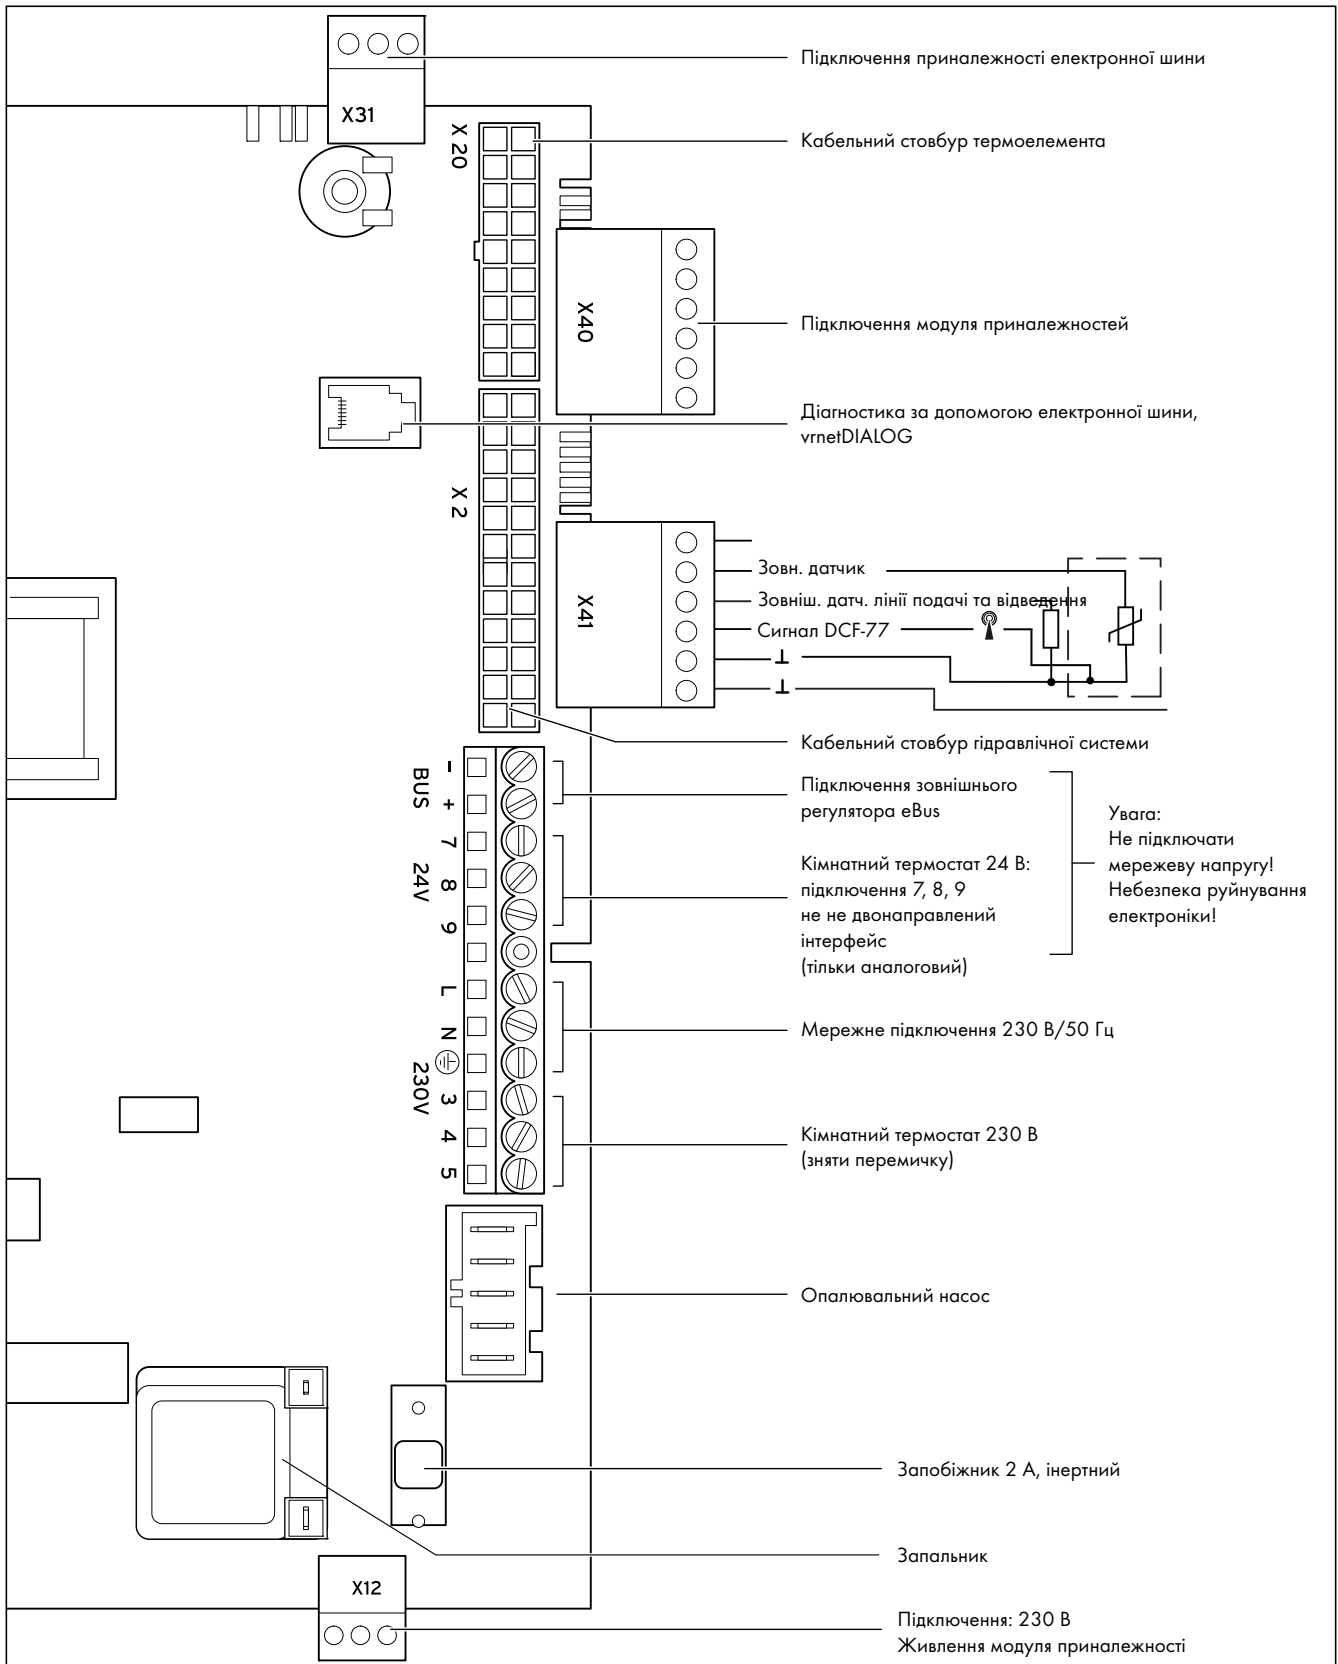 Підключення приналежності електронної шини
X31
X 20
Кабельний стовбур термоелемента
X40
Підключення модуля приналежностей
Діагностика за допомогою електронної шини,
vrnetDIALOG
X 2
X41
Зовн. датчик
Зовніш. датч. лінії подачі та відведення
Сигнал DCF-77
Кабельний стовбур гідравлічної системи
BUS
-
+
Підключення зовнішнього
регулятора eBus
24V
7
8
9
Кімнатний термостат 24 В:
підключення 7, 8, 9
не не двонаправлений
інтерфейс
(тільки аналоговий)
Увага:
Не підключати
мережеву напругу!
Небезпека руйнування
електроніки!
L
N
Мережне підключення 230 В/50 Гц
230V
3
4
5
Кімнатний термостат 230 В
(зняти перемичку)
Опалювальний насос
Запобіжник 2 А, інертний
Запальник
X12
Підключення: 230 В
Живлення модуля приналежності